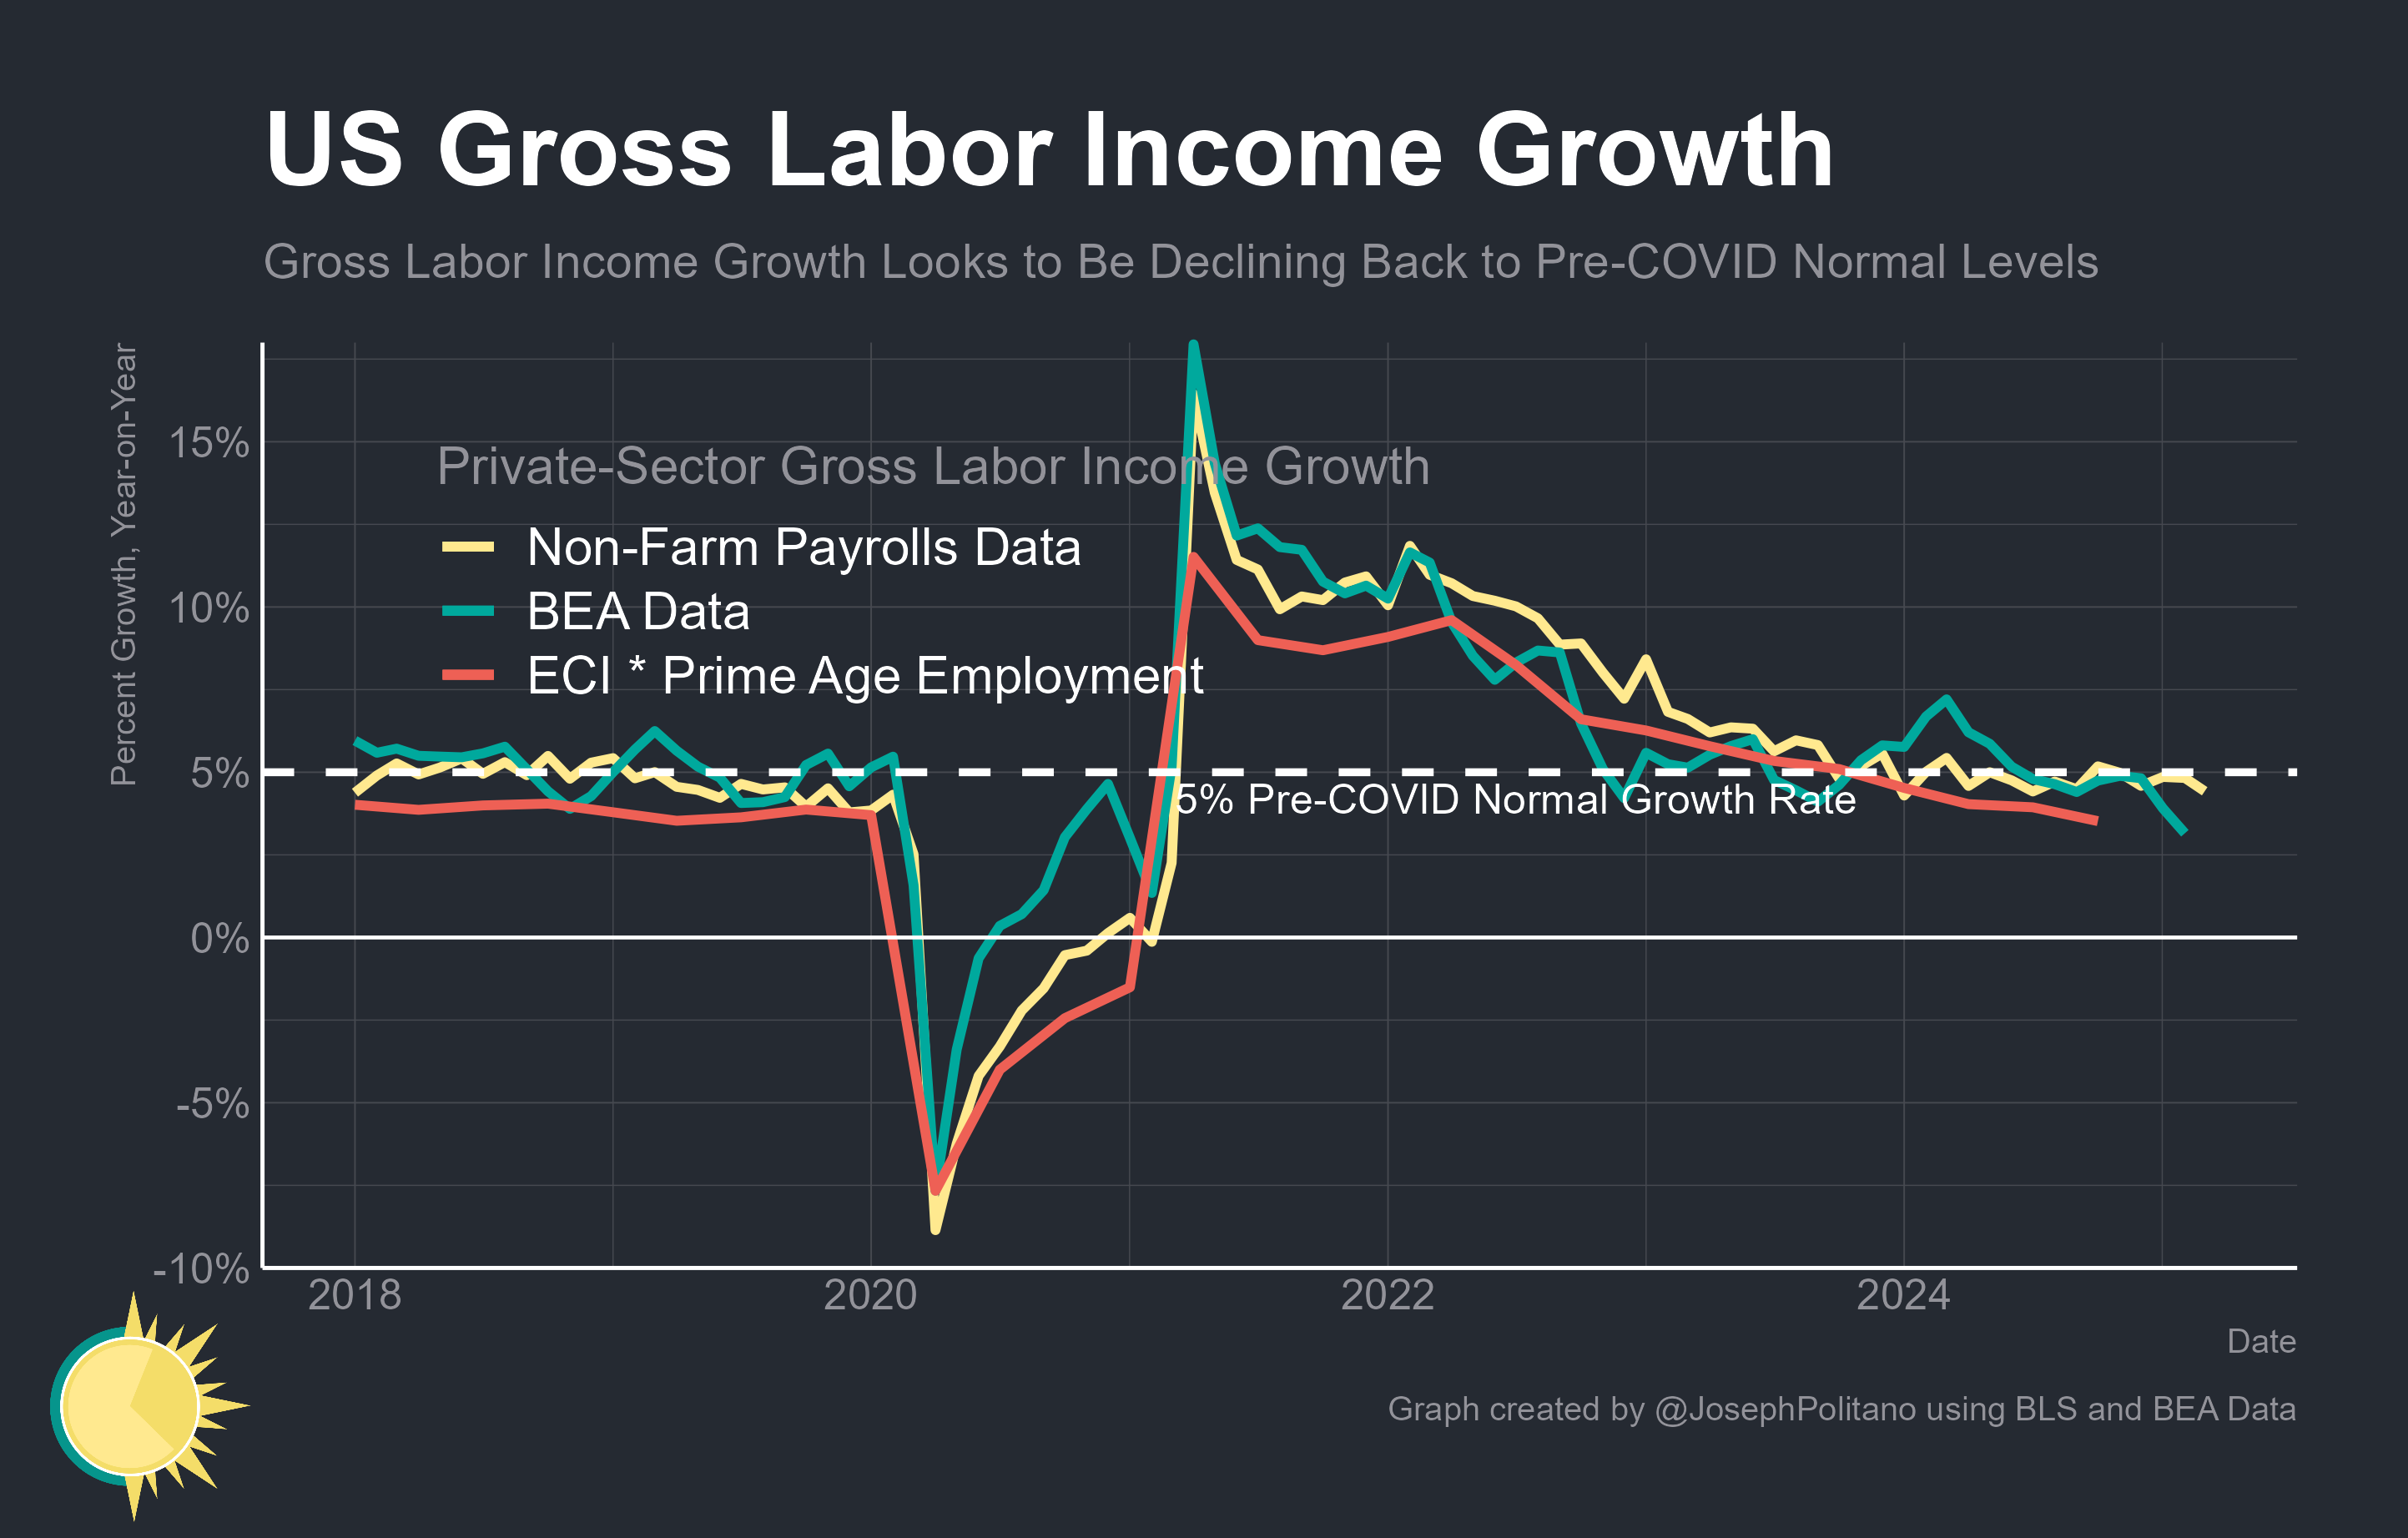 US Gross Labor Income Growth
Gross Labor Income Growth Looks to Be Declining Back to Pre-COVID Normal Levels
Percent Growth, Year-on-Year
15%
10%
5%
0%
-5%
-10%
Private-Sector Gross Labor Income Growth
Non-Farm Payrolls Data
BEA Data
ECI * Prime Age Employment
5% Pre-COVID Normal Growth Rate
2018
2020
2022
2024
Date
Graph created by @JosephPolitano using BLS and BEA Data